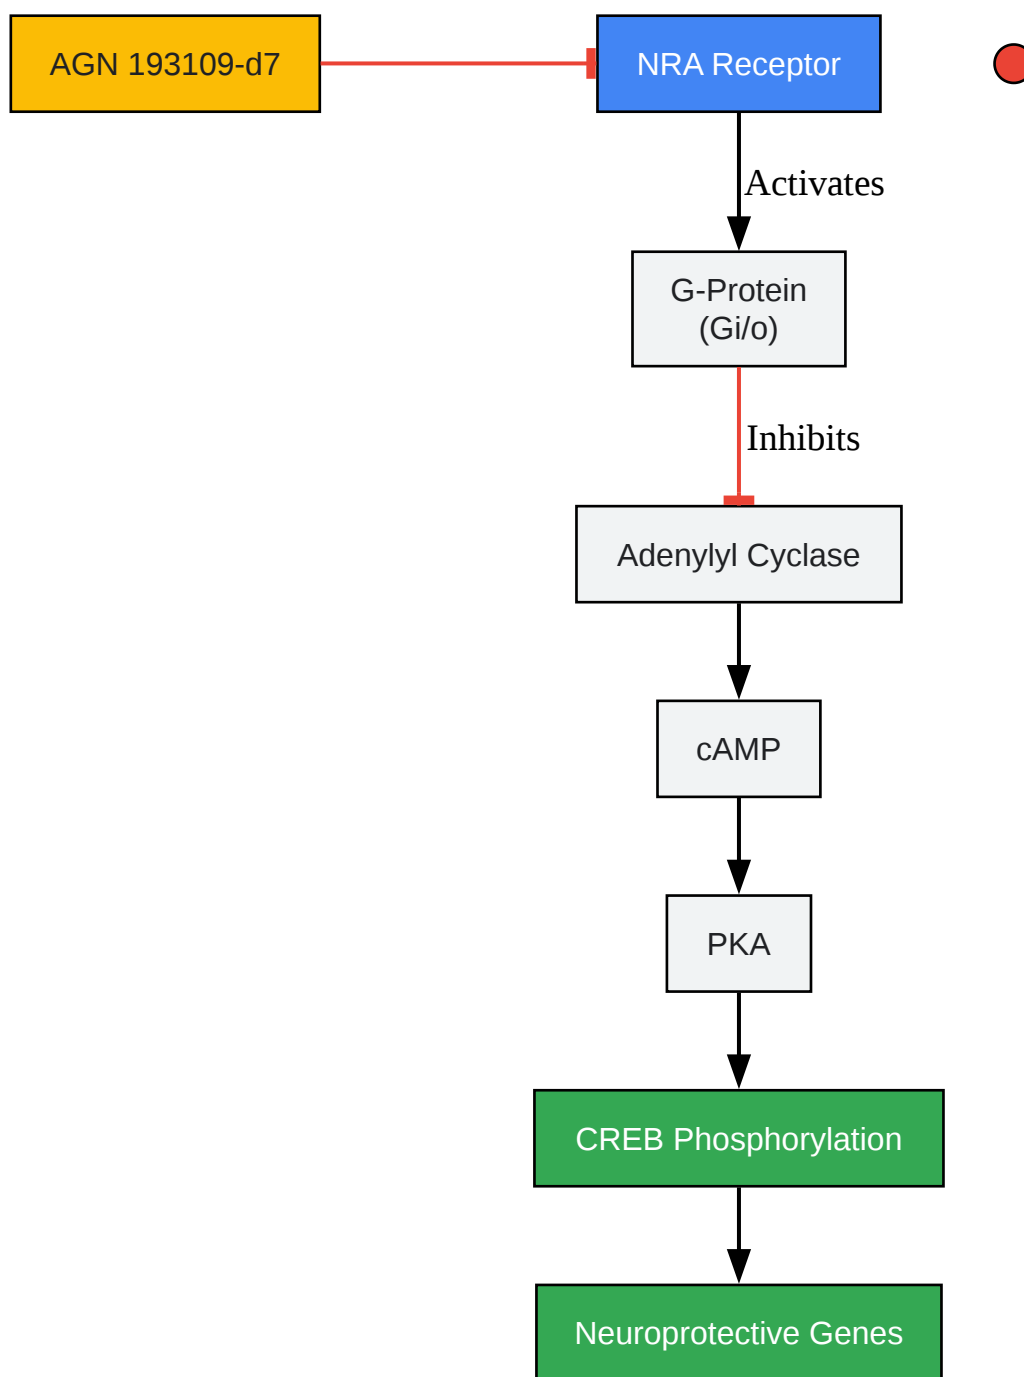 AGN 193109-d7
NRA Receptor
Activates
G-Protein
(Gi/o)
Inhibits
Adenylyl Cyclase
cAMP
PKA
CREB Phosphorylation
Neuroprotective Genes